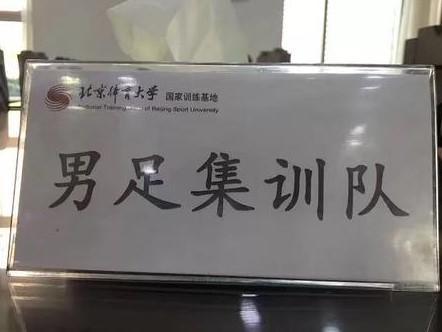 北京体育大学 国家训练基地
National Training Base of Beijing Sport University
男足集训队